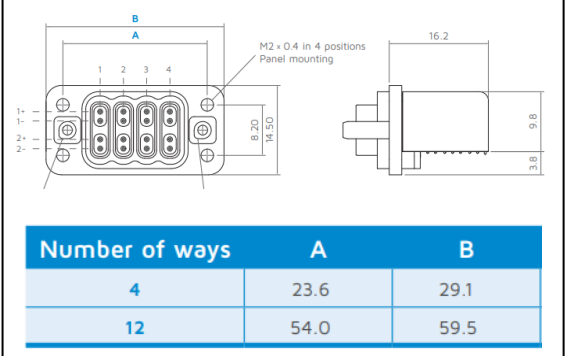 B
A
M2 x 0.4 in 4 positions
Panel mounting
16.2
1 2 3 4
1+
1-
2+
2-
8.20
14.50
9.8
3.8
Number of ways A B
4 23.6 29.1
12 54.0 59.5